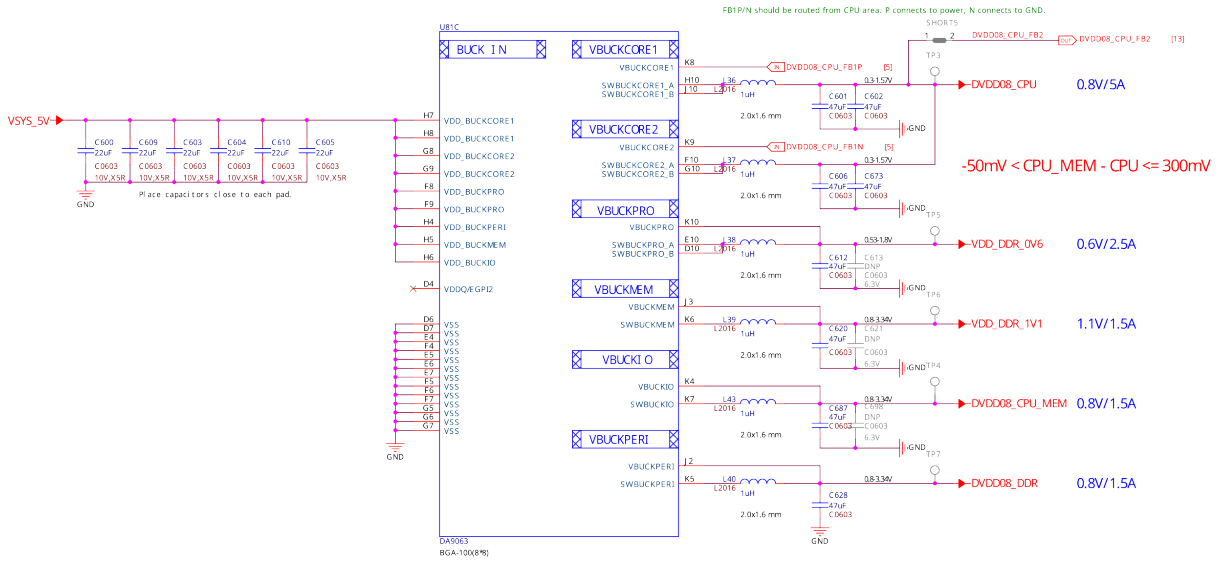 FB1P/N should be routed from CPU area. P connects to power, N connects to GND.
SHORT5
1 2 DVDD08_CPU_FB2 OUT DVDD08_CPU_FB2 [13]
U81C
BUCK IN
VBUCKCORE1
TP3
VBUCKCORE1 K8 IN DVDD08_CPU_FB1P [5]
SWBUCKCORE1_A H10 L36 0.3-1.57V DVDD08_CPU 0.8V/5A
SWBUCKCORE1_B J10 L2016
1uH
C601 C602
47uF 47uF
C0603 C0603
2.0x1.6 mm
GND
VSYS_5V
H7 VDD_BUCKCORE1
H8 VDD_BUCKCORE1
G8 VDD_BUCKCORE2
G9 VDD_BUCKCORE2
F8 VDD_BUCKPRO
F9 VDD_BUCKPRO
H4 VDD_BUCKPERI
H5 VDD_BUCKMEM
H6 VDD_BUCKIO
D4 VDDQ/EGPI2
C600 C609 C603 C604 C610 C605
22uF 22uF 22uF 22uF 22uF 22uF
C0603 C0603 C0603 C0603 C0603 C0603
10V,X5R 10V,X5R 10V,X5R 10V,X5R 10V,X5R 10V,X5R
Place capacitors close to each pad.
GND
VBUCKCORE2
VBUCKCORE2 K9 IN DVDD08_CPU_FB1N [5]
SWBUCKCORE2_A F10 L37 0.3-1.57V
SWBUCKCORE2_B G10 L2016
1uH
C606 C673
47uF 47uF
C0603 C0603
2.0x1.6 mm
GND
-50mV < CPU_MEM - CPU <= 300mV
VBUCKPRO
TP5
VBUCKPRO K10
SWBUCKPRO_A E10 L38 0.53-1.8V VDD_DDR_0V6 0.6V/2.5A
SWBUCKPRO_B D10 L2016
1uH
C612 C613
47uF DNP
C0603 C0603
6.3V
2.0x1.6 mm
GND
VBUCKMEM
TP6
VBUCKMEM J3
SWBUCKMEM K6 L39 0.8-3.34V VDD_DDR_1V1 1.1V/1.5A
L2016
1uH
C620 C621
47uF DNP
C0603 C0603
6.3V
2.0x1.6 mm
GND
VBUCKIO
TP4
VBUCKIO K4
SWBUCKIO K7 L43 0.8-3.34V DVDD08_CPU_MEM 0.8V/1.5A
L2016
1uH
C687 C698
47uF DNP
C0603 C0603
6.3V
2.0x1.6 mm
GND
VBUCKPERI
TP7
VBUCKPERI J2
SWBUCKPERI K5 L40 0.8-3.34V DVDD08_DDR 0.8V/1.5A
L2016
1uH
C628
47uF
C0603
2.0x1.6 mm
GND
D6 VSS
D7 VSS
E4 VSS
F4 VSS
E5 VSS
E6 VSS
E7 VSS
F5 VSS
F6 VSS
F7 VSS
G5 VSS
G6 VSS
G7 VSS
GND
DA9063
BGA-100(8*8)